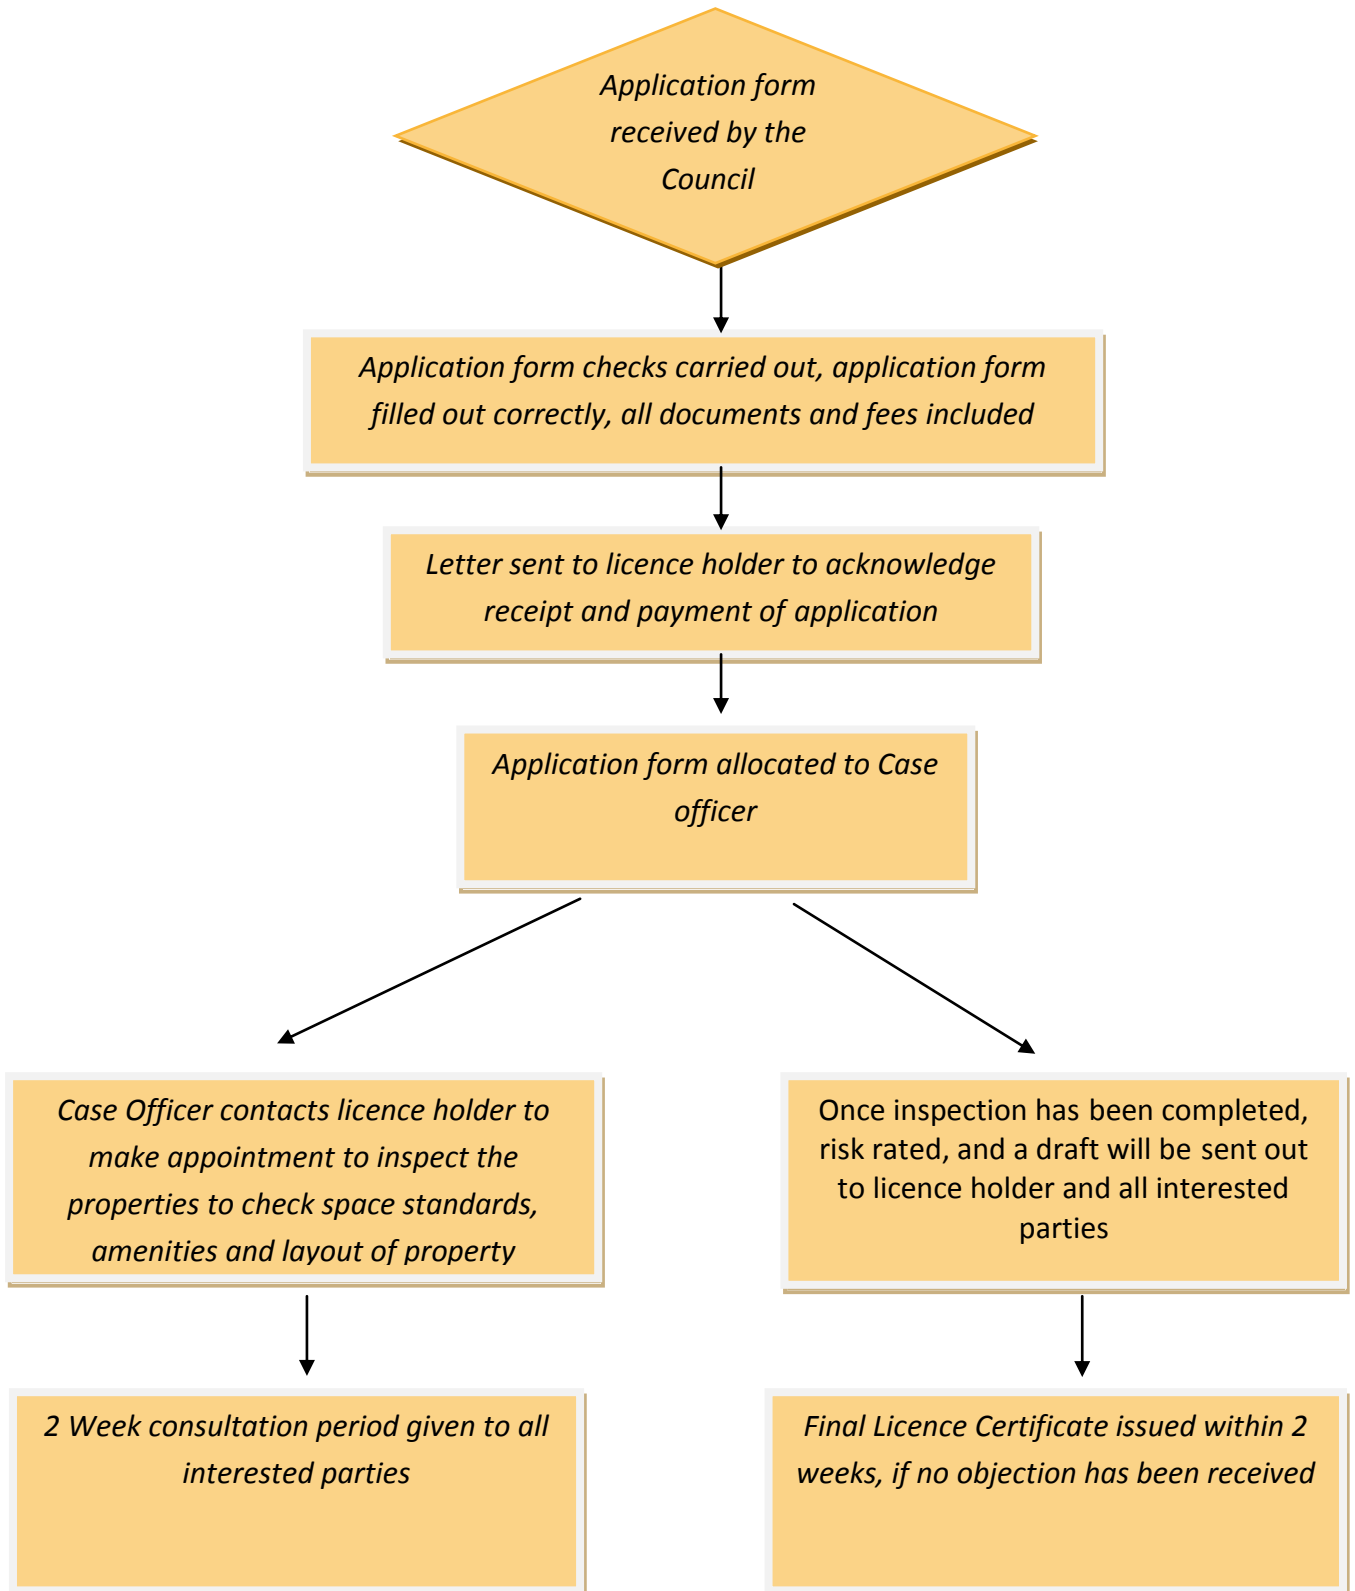 Application form
received by the
Council
Application form checks carried out, application form
filled out correctly, all documents and fees included
Letter sent to licence holder to acknowledge
receipt and payment of application
Application form allocated to Case
officer
Case Officer contacts licence holder to
make appointment to inspect the
properties to check space standards,
amenities and layout of property
Once inspection has been completed,
risk rated, and a draft will be sent out
to licence holder and all interested
parties
2 Week consultation period given to all
interested parties
Final Licence Certificate issued within 2
weeks, if no objection has been received